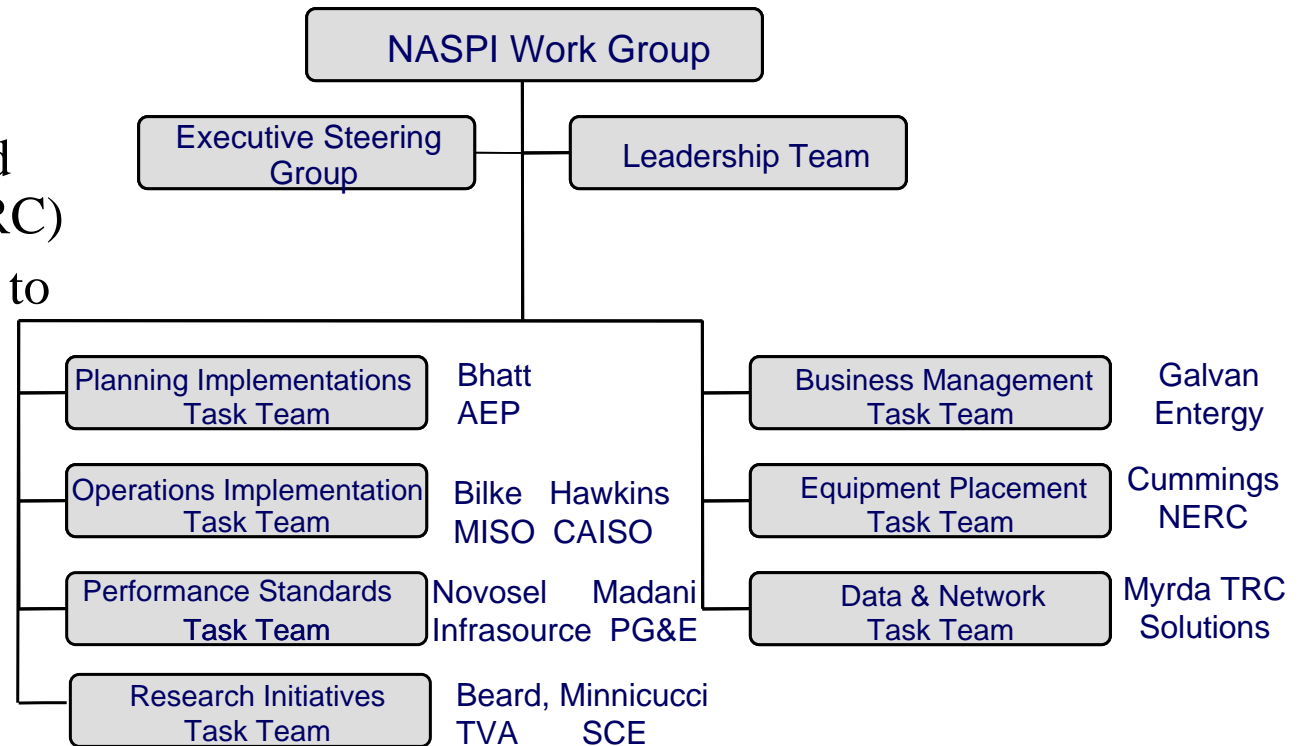 NASPI Work Group
Executive Steering
Group
Leadership Team
RC)
to
Planning Implementations
Task Team
Bhatt
AEP
Operations Implementation
Task Team
Bilke Hawkins
MISO CAISO
Performance Standards
Task Team
Novosel Madani
Infrasource PG&E
Research Initiatives
Task Team
Beard, Minnicucci
TVA SCE
Business Management
Task Team
Galvan
Entergy
Equipment Placement
Task Team
Cummings
NERC
Data & Network
Task Team
Myrda TRC
Solutions